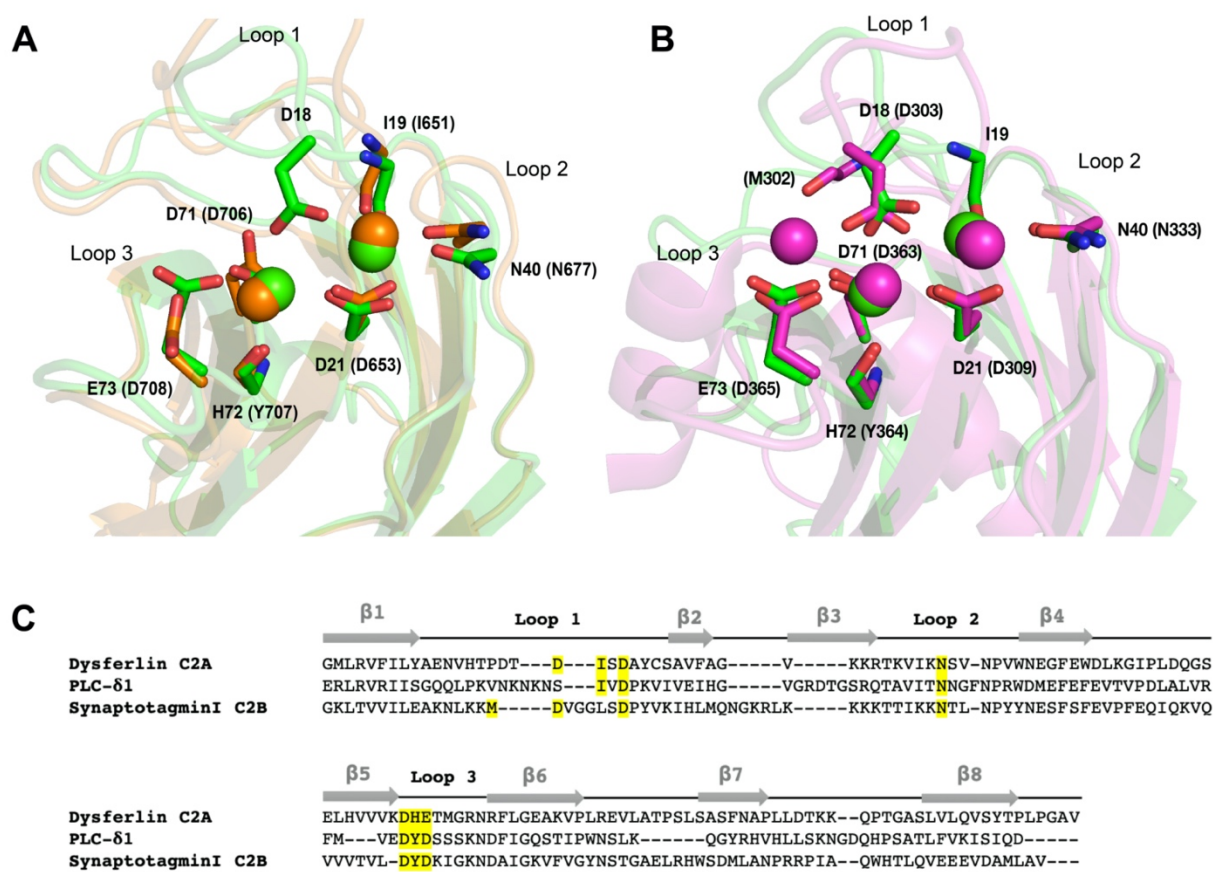 A
Loop 1
D18
I19 (I651)
Loop 2
D71 (D706)
Loop 3
N40 (N677)
D21 (D653)
E73 (D708)
H72 (Y707)
B
Loop 1
D18 (D303)
I19
Loop 2
(M302)
Loop 3
D71 (D363)
N40 (N333)
E73 (D365)
D21 (D309)
H72 (Y364)
C
β1 Loop 1 β2 β3 Loop 2 β4
Dysferlin C2A GMLRVFILYAENVHTPDT---D---ISDAYCSAVFAG-----V----KKRTKVIKNSV-NPVWNEGFEWDLKGIPLDQGS
PLC-δ1 ERLRVRIISGQQLPKVNKNKNS---IVDPKVIVEIHG-----VGRDTGSRQTAVITNNGFNPRWDMEFEFEVTVPDLALVR
SynaptotagminI C2B GKLTVVILEAKNLKKM-----DVGGLSDPYVKIHLMQNGKRLK----KKKTTIKKNTL-NPYYNESFSFEVPFEQIQKVQ
β5 Loop 3 β6 β7 β8
Dysferlin C2A ELHVVVKDHETMGRNRFLGEAKVPLREVLATPSLSASFNAPLLDTKK--QPTGASLVLQVSYTPLPGAV
PLC-δ1 FM---VEDYDSSSKNDFIGQSTIPWNSLK------QGYRHVHLLSKNGDQHPSATLFVKISIQD-----
SynaptotagminI C2B VVVTVL-DYDKIGKNDAIGKVFVGYNSTGAELRHWSDMLANPRRPIA--QWHTLQVEEEVDAMLAV---